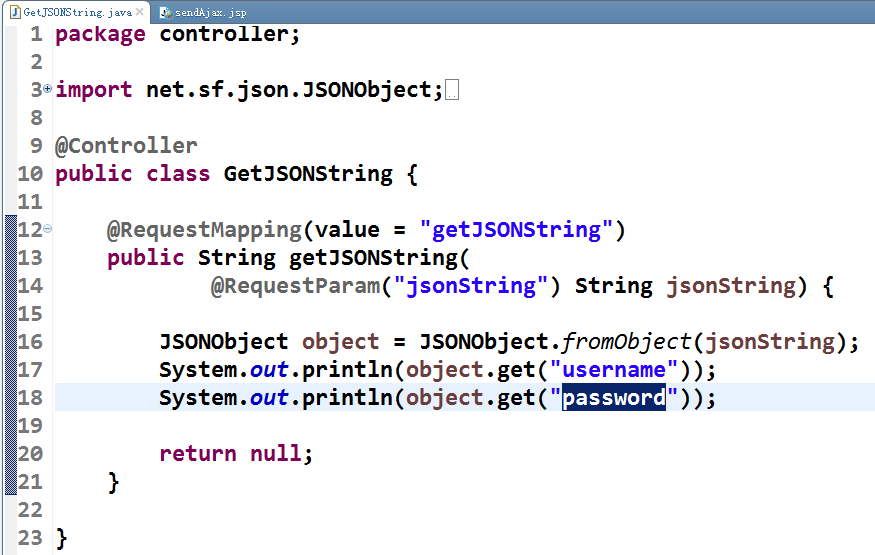 GetJSONString.java sendAjax.jsp
1 package controller;
2
3 import net.sf.json.JSONObject;
8
9 @Controller
10 public class GetJSONString {
11
12 @RequestMapping(value = "getJSONString")
13 public String getJSONString(
14 @RequestParam("jsonString") String jsonString) {
15
16 JSONObject object = JSONObject.fromObject(jsonString);
17 System.out.println(object.get("username"));
18 System.out.println(object.get("password"));
19
20 return null;
21 }
22
23 }